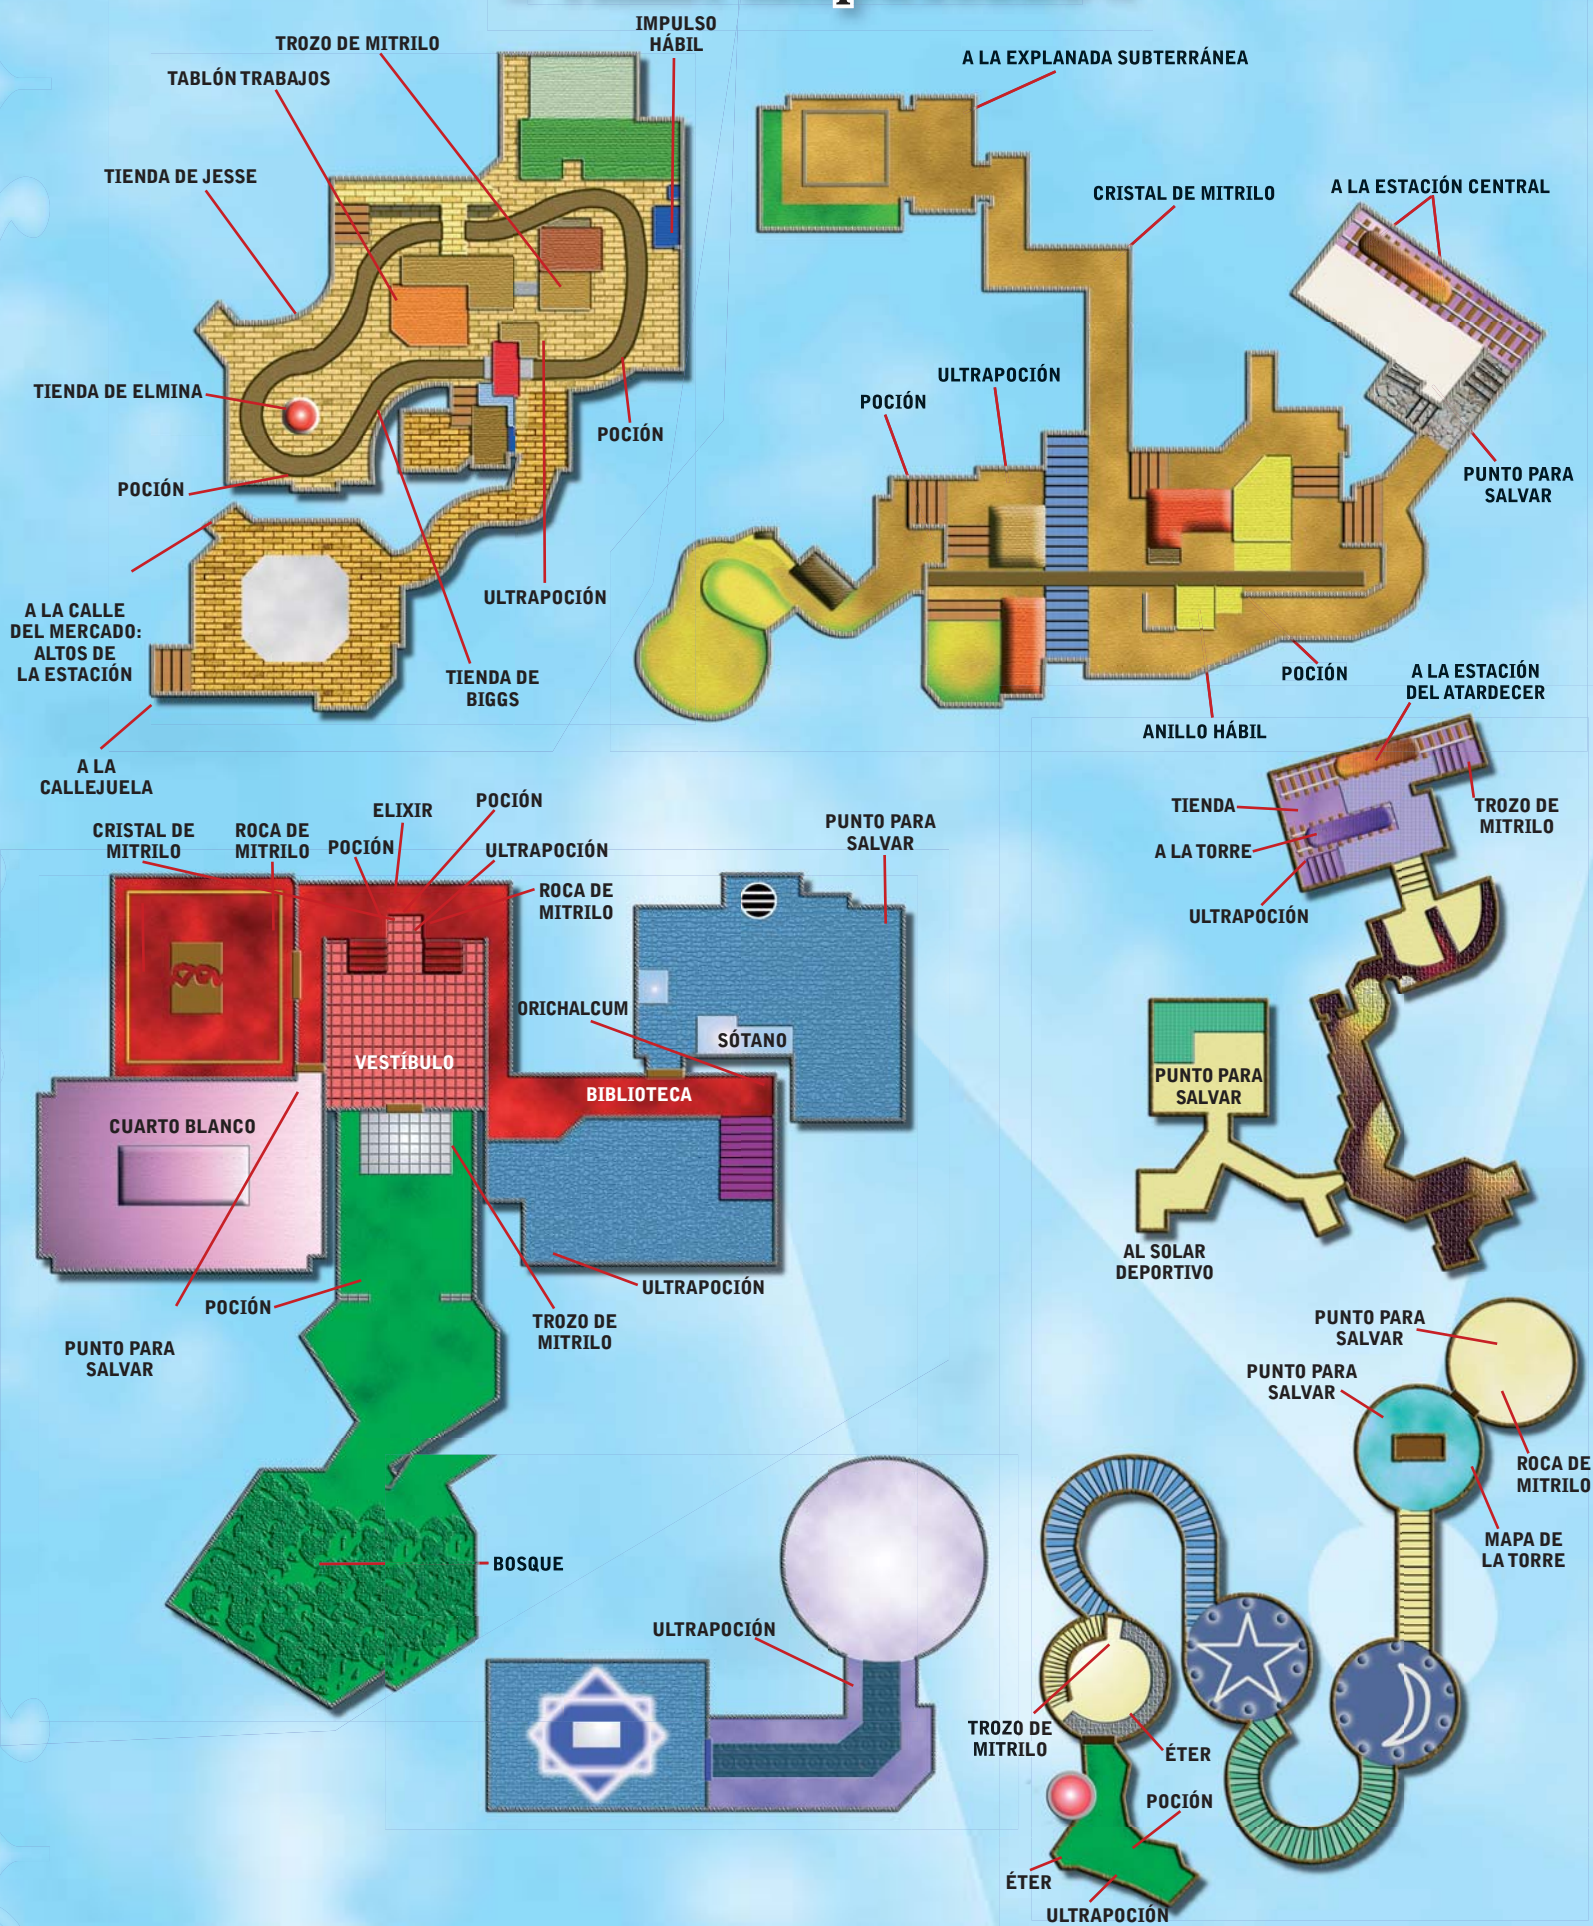 IMPULSO
HÁBIL
TROZO DE MITRILO
TABLÓN TRABAJOS
TIENDA DE JESSE
TIENDA DE ELMINA
POCIÓN
POCIÓN
ULTRAPOCIÓN
TIENDA DE
BIGGS
A LA CALLE
DEL MERCADO:
ALTOS DE
LA ESTACIÓN
A LA
CALLEJUELA
A LA EXPLANADA SUBTERRÁNEA
CRISTAL DE MITRILO
A LA ESTACIÓN CENTRAL
ULTRAPOCIÓN
POCIÓN
PUNTO PARA
SALVAR
POCIÓN
ANILLO HÁBIL
A LA ESTACIÓN
DEL ATARDECER
TIENDA
TROZO DE
MITRILO
A LA TORRE
ULTRAPOCIÓN
PUNTO PARA
SALVAR
AL SOLAR
DEPORTIVO
CRISTAL DE
MITRILO
ROCA DE
MITRILO
POCIÓN
ELIXIR
POCIÓN
ULTRAPOCIÓN
ROCA DE
MITRILO
PUNTO PARA
SALVAR
ORICHALCUM
SÓTANO
VESTÍBULO
BIBLIOTECA
CUARTO BLANCO
ULTRAPOCIÓN
POCIÓN
TROZO DE
MITRILO
PUNTO PARA
SALVAR
BOSQUE
ULTRAPOCIÓN
PUNTO PARA
SALVAR
PUNTO PARA
SALVAR
ROCA DE
MITRILO
MAPA DE
LA TORRE
TROZO DE
MITRILO
ÉTER
POCIÓN
ÉTER
ULTRAPOCIÓN